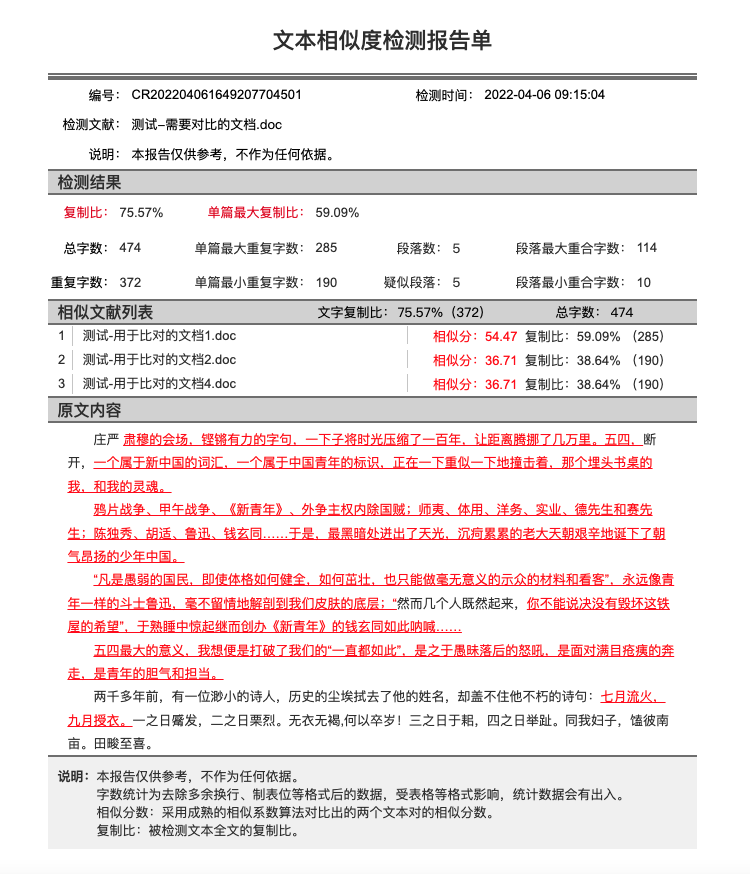 文本相似度检测报告单
编号： CR202204061649207704501 检测时间： 2022-04-06 09:15:04
检测文献： 测试–需要对比的文档.doc
说明： 本报告仅供参考，不作为任何依据。
检测结果
复制比： 75.57% 单篇最大复制比： 59.09%
总字数： 474 单篇最大重复字数： 285 段落数： 5 段落最大重合字数： 114
重复字数： 372 单篇最小重复字数： 190 疑似段落： 5 段落最小重合字数： 10
相似文献列表 文字复制比： 75.57%（372） 总字数： 474
1 测试-用于比对的文档1.doc 相似分：54.47 复制比：59.09% （285）
2 测试-用于比对的文档2.doc 相似分：36.71 复制比：38.64% （190）
3 测试-用于比对的文档4.doc 相似分：36.71 复制比：38.64% （190）
原文内容
庄严 肃穆的会场，铿锵有力的字句，一下子将时光压缩了一百年，让距离腾挪了几万里。五四，断
开，一个属于新中国的词汇，一个属于中国青年的标识，正在一下重似一下地撞击着，那个埋头书桌的
我，和我的灵魂。
鸦片战争、甲午战争、《新青年》、外争主权内除国贼；师夷、体用、洋务、实业、德先生和赛先
生；陈独秀、胡适、鲁迅、钱玄同……于是，最黑暗处迸出了天光，沉疴累累的老大天朝艰辛地诞下了朝
气昂扬的少年中国。
“凡是愚弱的国民，即使体格如何健全，如何茁壮，也只能做毫无意义的示众的材料和看客”，永远像青
年一样的斗士鲁迅，毫不留情地解剖到我们皮肤的底层；“然而几个人既然起来，你不能说决没有毁坏这铁
屋的希望”，于熟睡中惊起继而创办《新青年》的钱玄同如此呐喊……
五四最大的意义，我想便是打破了我们的“一直都如此”，是之于愚昧落后的怒吼，是面对满目疮痍的奔
走，是青年的胆气和担当。
两千多年前，有一位渺小的诗人，历史的尘埃拭去了他的姓名，却盖不住他不朽的诗句：七月流火，
九月授衣。一之日觱发，二之日栗烈。无衣无褐,何以卒岁！三之日于耜，四之日举趾。同我妇子，馌彼南
亩。田畯至喜。
说明： 本报告仅供参考，不作为任何依据。
字数统计为去除多余换行、制表位等格式后的数据，受表格等格式影响，统计数据会有出入。
相似分数：采用成熟的相似系数算法对比出的两个文本对的相似分数。
复制比：被检测文本全文的复制比。